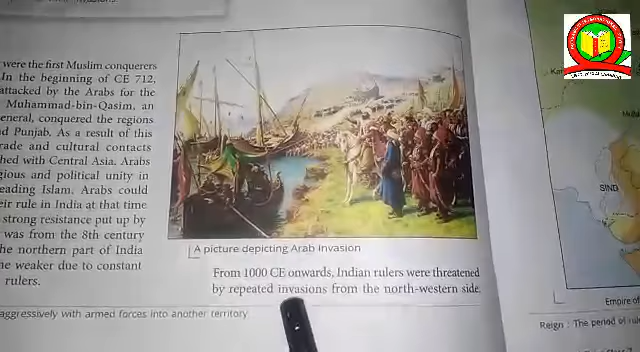 were the first Muslim conquerors
In the beginning of CE 712,
attacked by the Arabs for the
Muhammad-bin-Qasim, an
eneral, conquered the regions
d Punjab. As a result of this
rade and cultural contacts
hed with Central Asia. Arabs
gious and political unity in
eading Islam. Arabs could
eir rule in India at that time
strong resistance put up by
was from the 8th century
he northern part of India
ne weaker due to constant
rulers.
A picture depicting Arab invasion
From 1000 CE onwards, Indian rulers were threatened
by repeated invasions from the north-western side.
aggressively with armed forces into another territory
SIND
Empire of
Reign : The period of rul